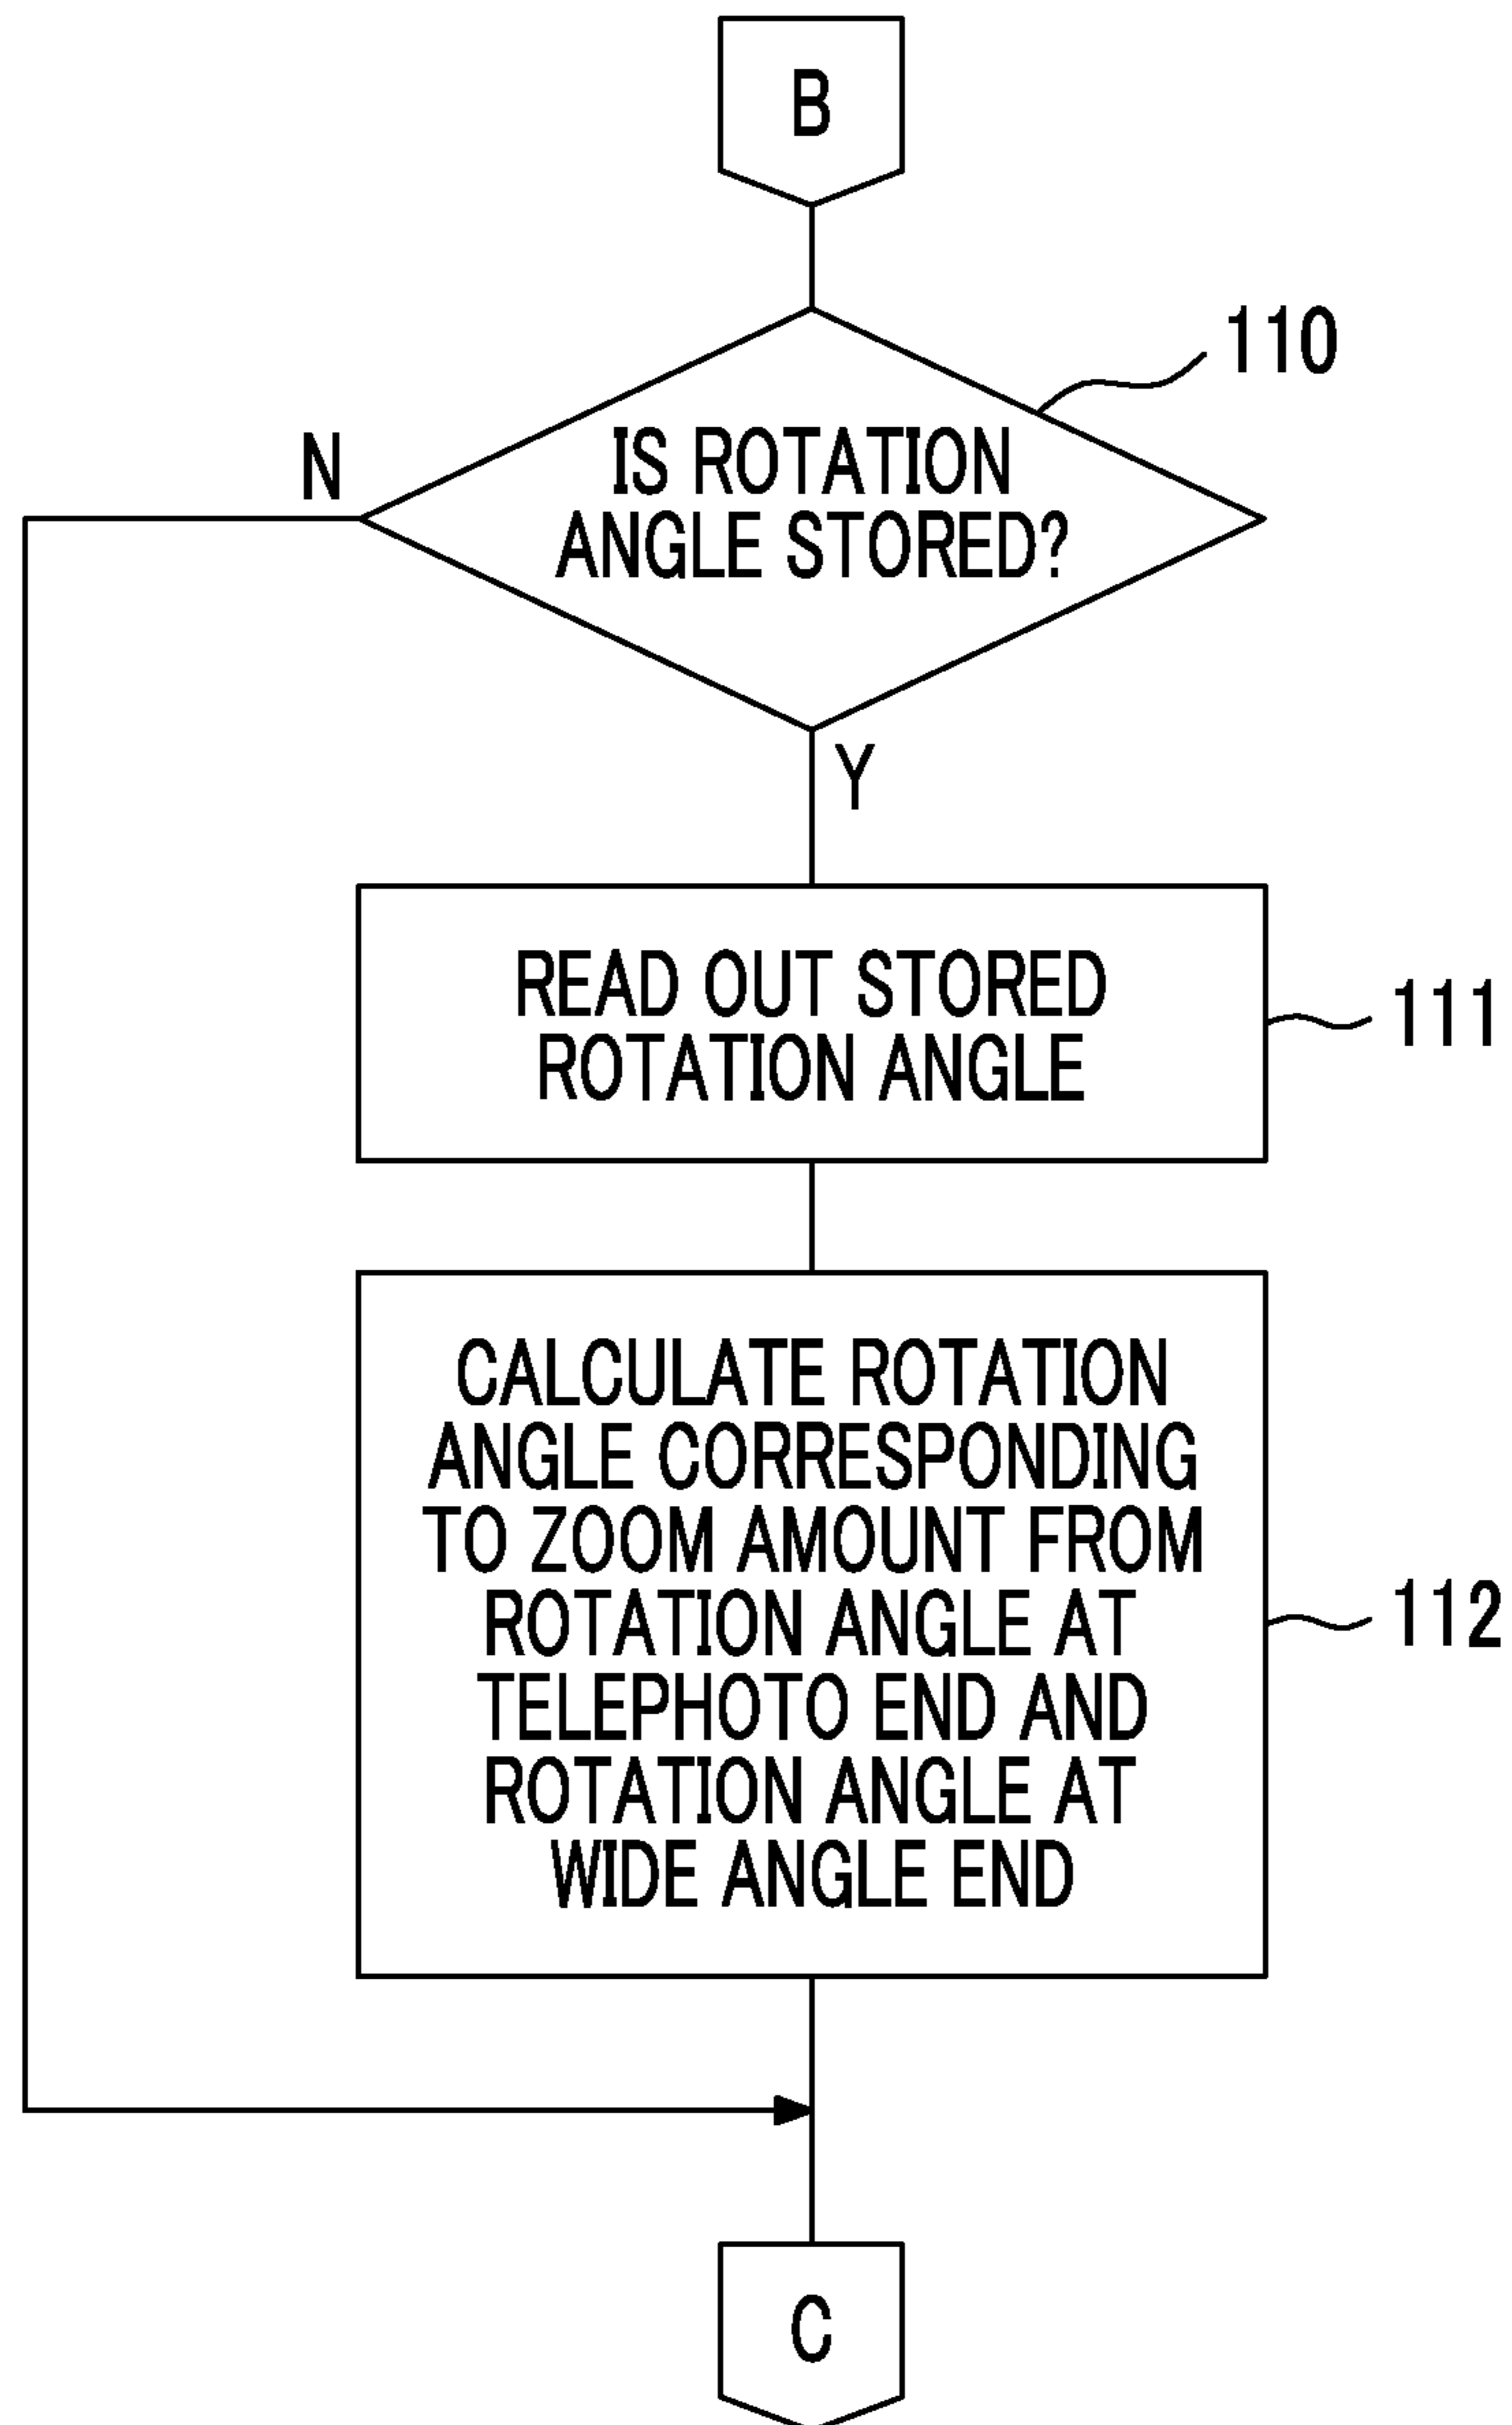 B
110
N
IS ROTATION
ANGLE STORED?
Y
READ OUT STORED
ROTATION ANGLE
111
CALCULATE ROTATION
ANGLE CORRESPONDING
TO ZOOM AMOUNT FROM
ROTATION ANGLE AT
TELEPHOTO END AND
ROTATION ANGLE AT
WIDE ANGLE END
112
C